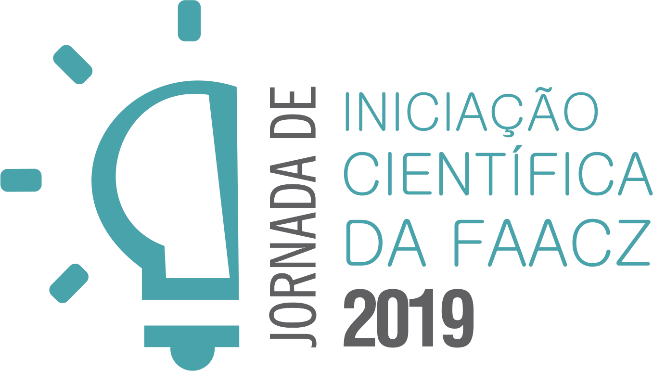 JORNADA DE
INICIAÇÃO
CIENTÍFICA
DA FAACZ
2019